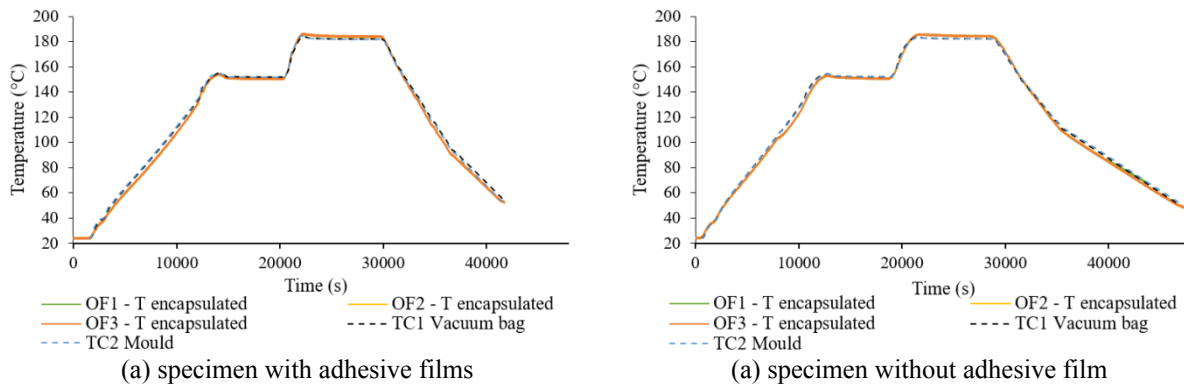 200
180
160
140
120
100
80
60
40
20
Temperature (°C)
0 10000 20000 30000 40000
Time (s)
OF1 - T encapsulated OF2 - T encapsulated
OF3 - T encapsulated TC1 Vacuum bag
TC2 Mould
(a) specimen with adhesive films
200
180
160
140
120
100
80
60
40
20
Temperature (°C)
0 10000 20000 30000 40000
Time (s)
OF1 - T encapsulated OF2 - T encapsulated
OF3 - T encapsulated TC1 Vacuum bag
TC2 Mould
(a) specimen without adhesive film